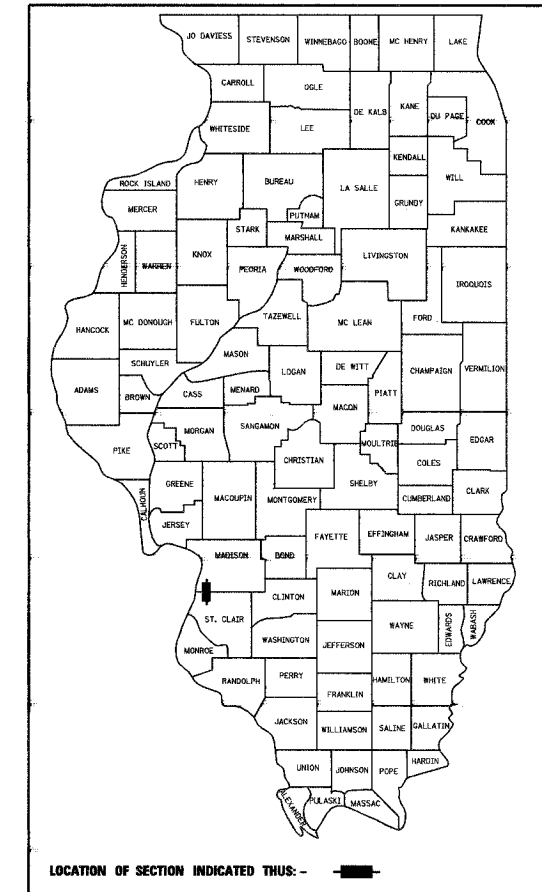 JO DAVIESS STEVENSON WINNEBAGO BOONE MC HENRY LAKE
CARROLL OGLE DE KALB KANE DU PAGE COOK
WHITESIDE LEE
KENDALL WILL
ROCK ISLAND HENRY BUREAU LA SALLE GRUNDY
MERCER PUTNAM
STARK MARSHALL KANKAKEE
HENDERSON WARREN KNOX PEORIA WOODFORD LIVINGSTON
IROQUOIS
HANCOCK MC DONOUGH FULTON TAZEWELL MC LEAN FORD
MASON
SCHUYLER LOGAN DE WITT CHAMPAIGN VERMILION
ADAMS BROWN CASS MENARD PIATT
MACON
MORGAN SANGAMON DOUGLAS
PIKE SCOTT MOULTRIE EDGAR
CHRISTIAN COLES
GREENE MACOUPIN SHELBY
CALHOUN MONTGOMERY CUMBERLAND CLARK
JERSEY
FAYETTE EFFINGHAM JASPER CRAWFORD
MADISON BOND
CLAY RICHLAND LAWRENCE
CLINTON MARION
ST. CLAIR WAYNE EDWARDS WABASH
WASHINGTON JEFFERSON
MONROE
RANDOLPH PERRY HAMILTON WHITE
FRANKLIN
JACKSON WILLIAMSON SALINE GALLATIN
UNION JOHNSON POPE HARDIN
ALEXANDER PULASKI MASSAC
LOCATION OF SECTION INDICATED THUS: -